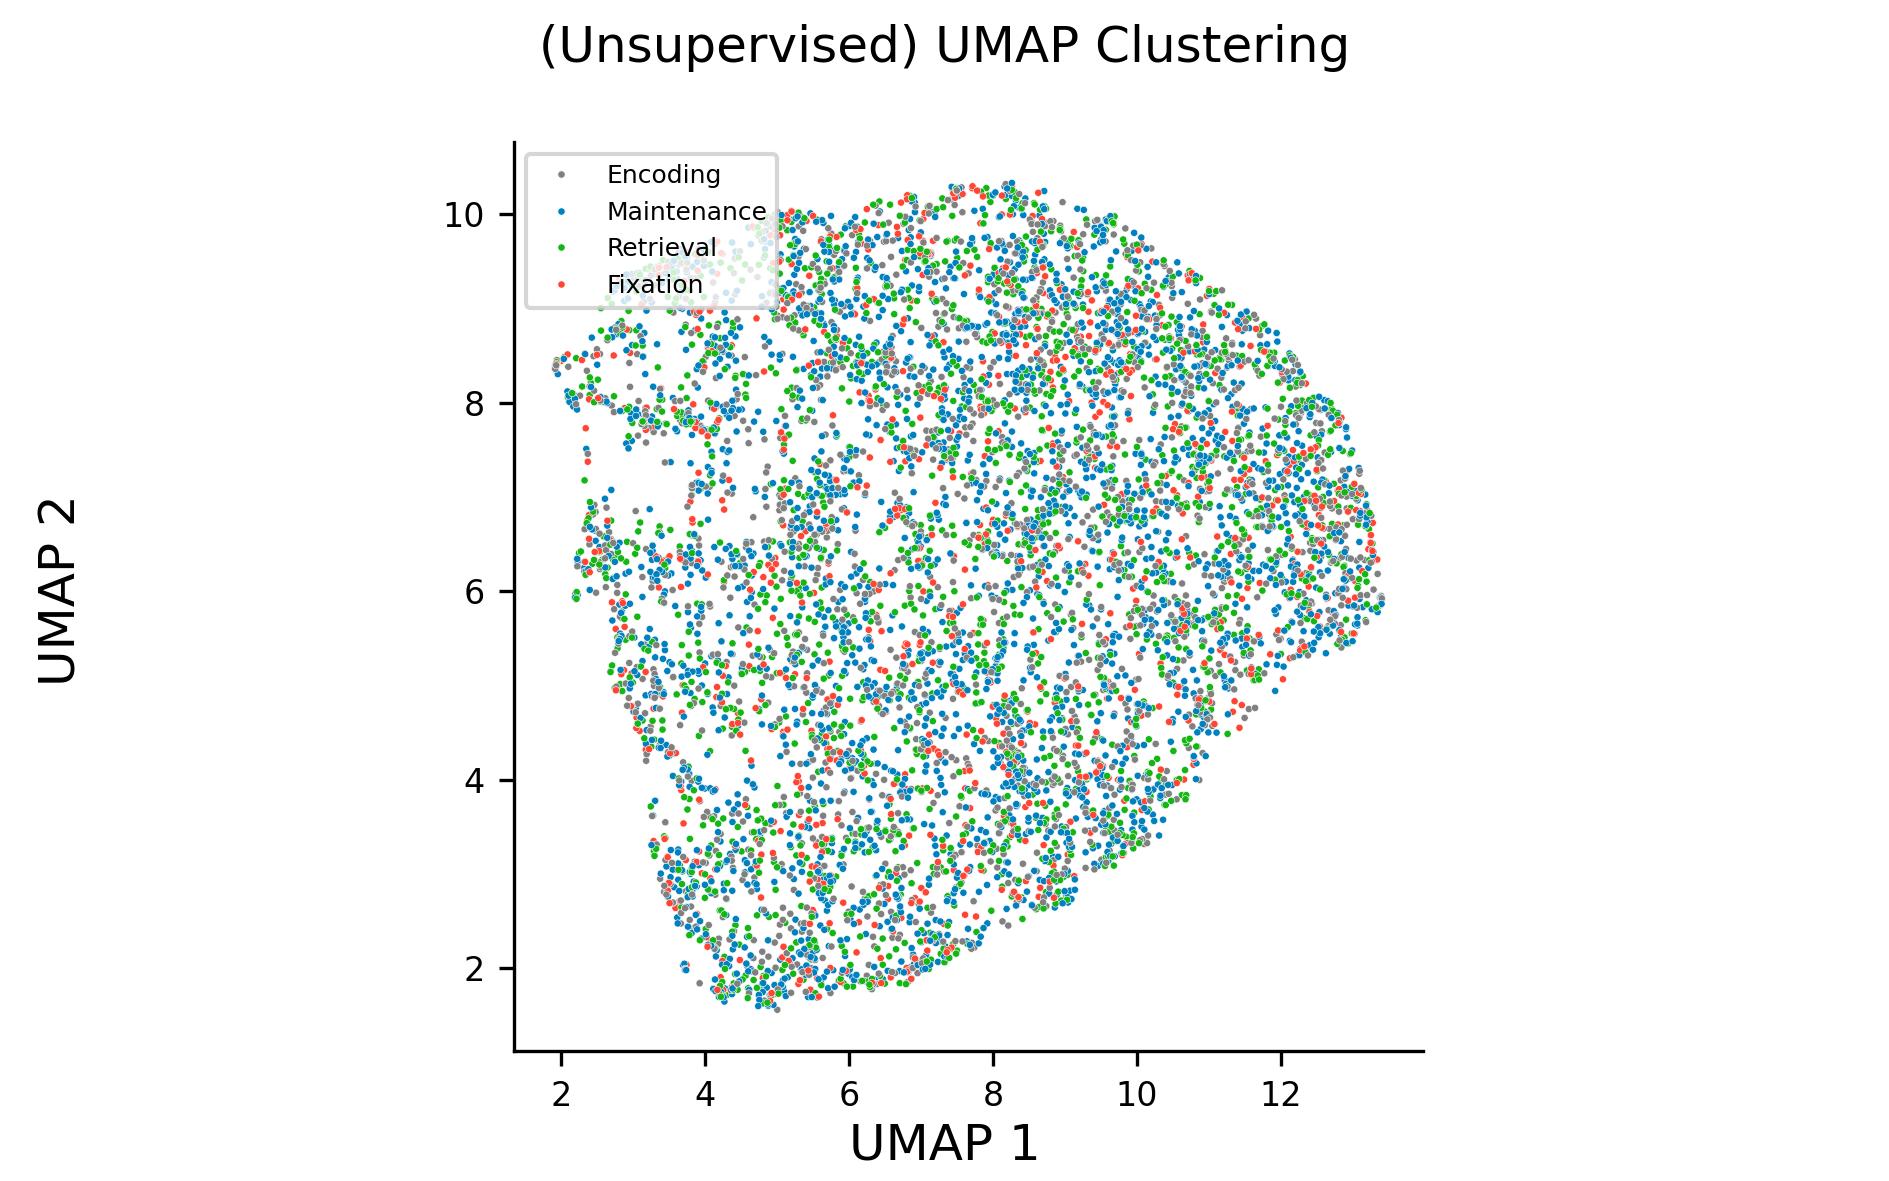 (Unsupervised) UMAP Clustering
Encoding
Maintenance
Retrieval
Fixation
10
8
6
4
2
UMAP 2
2 4 6 8 10 12
UMAP 1